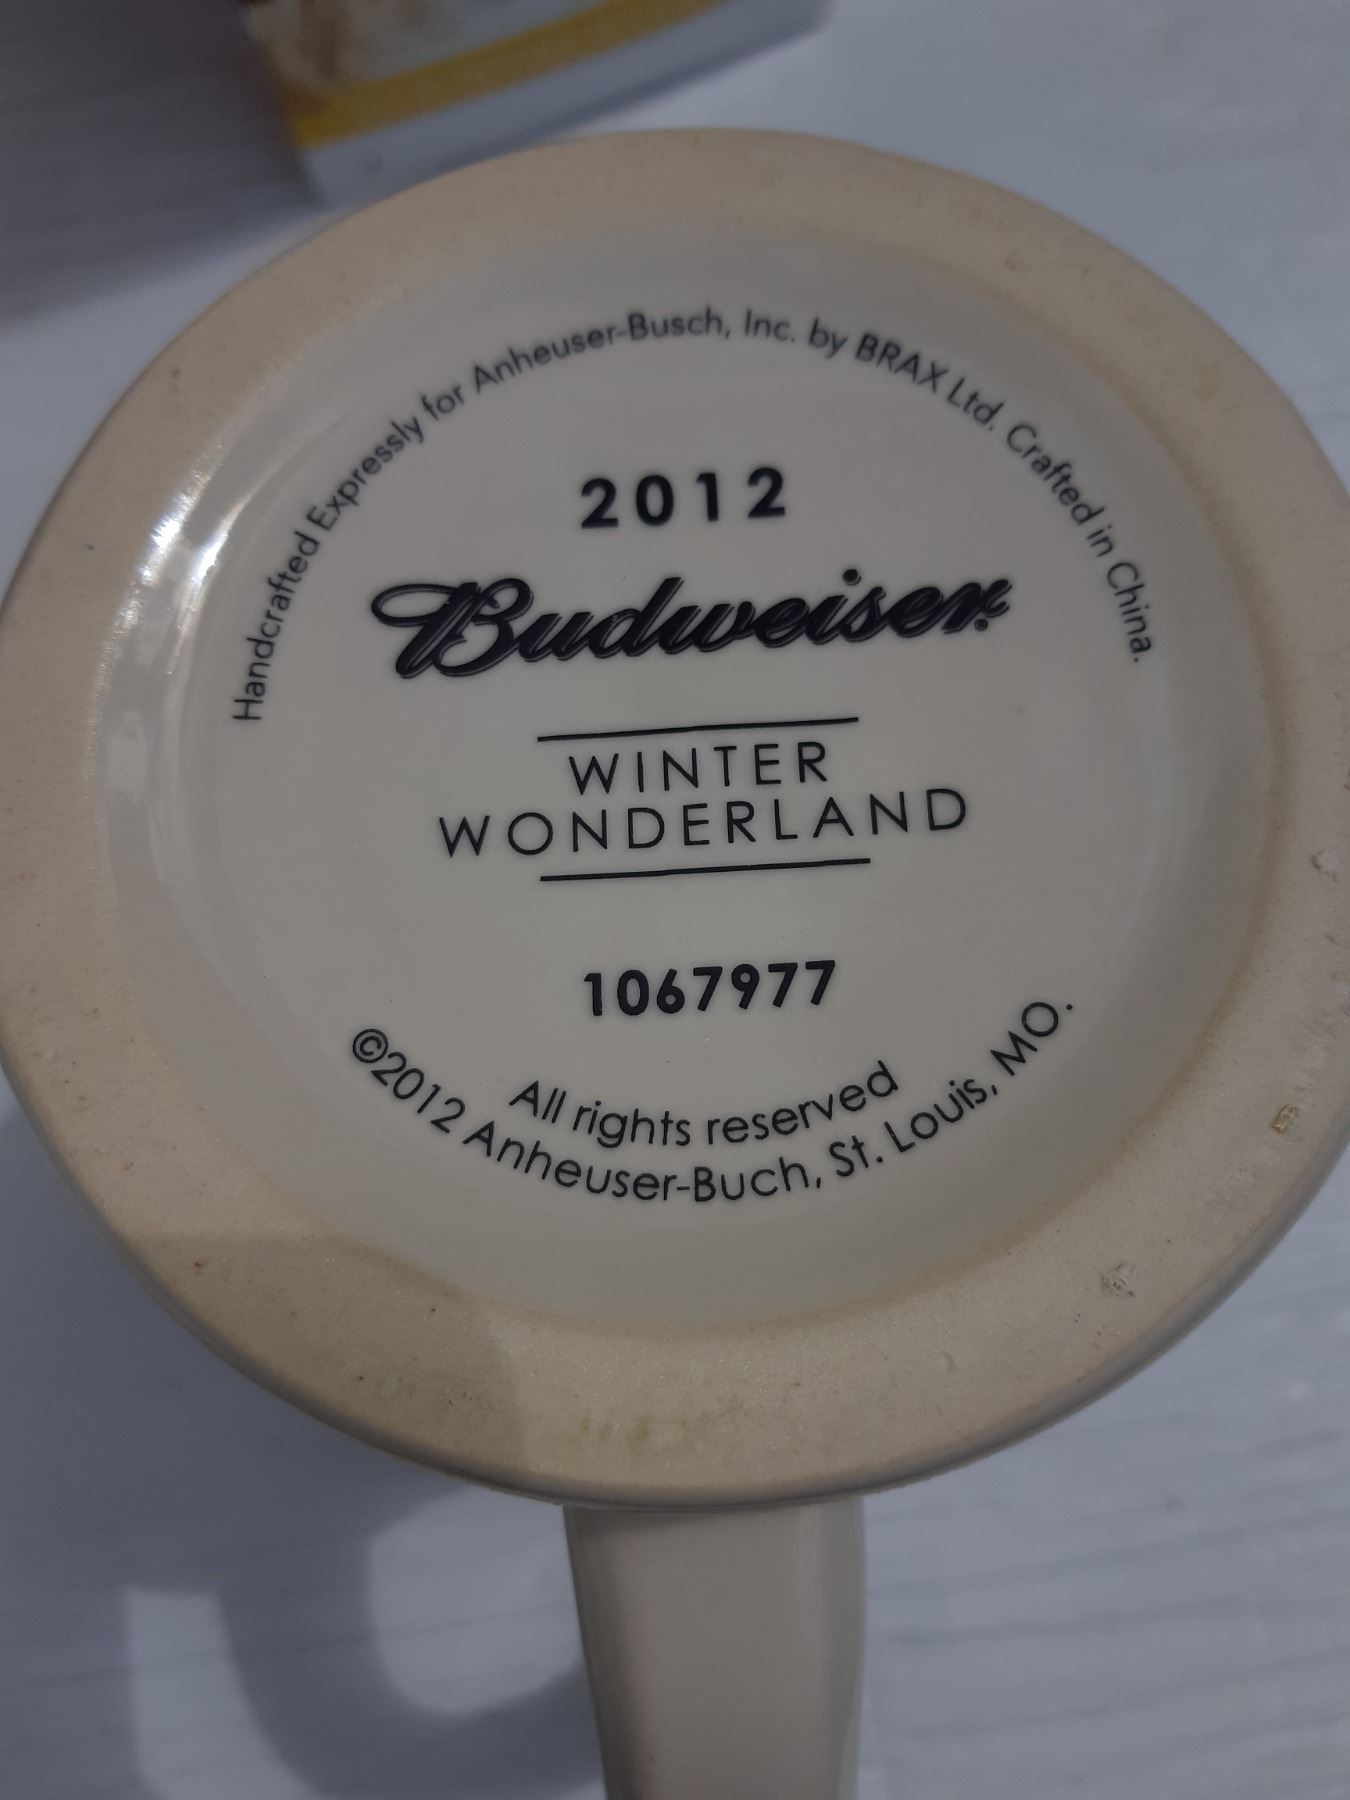 Handcrafted Expressly for Anheuser-Busch, Inc. by BRAX Ltd. Crafted in China.
2012
Budweiser®
WINTER
WONDERLAND
1067977
All rights reserved
©2012 Anheuser-Buch, St. Louis, MO.